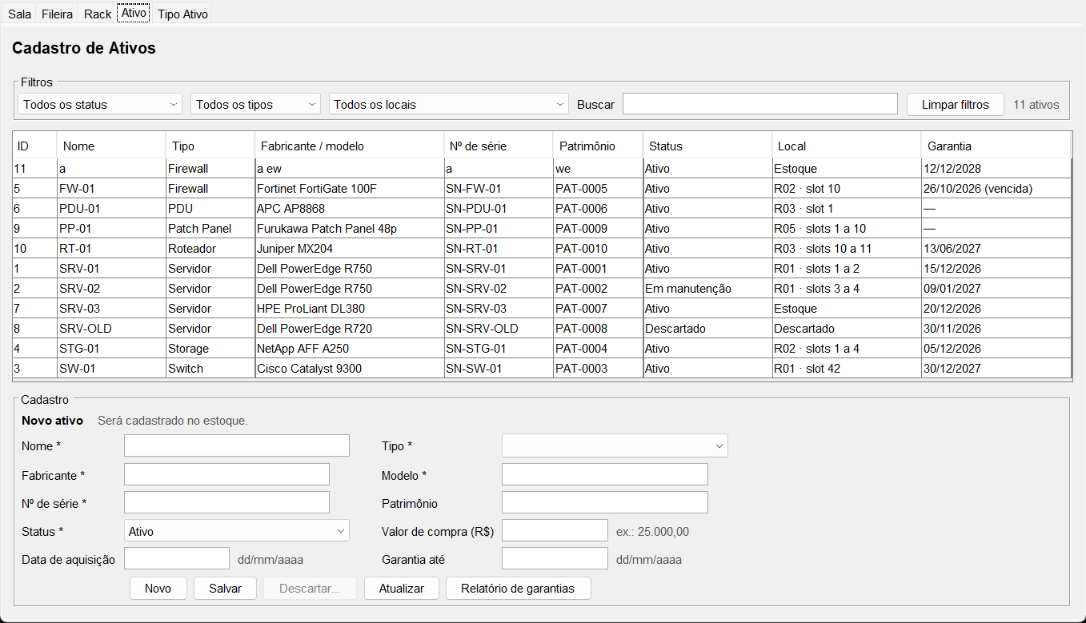 Sala Fileira Rack Ativo Tipo Ativo
Cadastro de Ativos
Filtros
Todos os status Todos os tipos Todos os locais Buscar Limpar filtros 11 ativos
ID Nome Tipo Fabricante / modelo Nº de série Patrimônio Status Local Garantia
11 a Firewall a ew a we Ativo Estoque 12/12/2028
5 FW-01 Firewall Fortinet FortiGate 100F SN-FW-01 PAT-0005 Ativo R02 · slot 10 26/10/2026 (vencida)
6 PDU-01 PDU APC AP8868 SN-PDU-01 PAT-0006 Ativo R03 · slot 1 —
9 PP-01 Patch Panel Furukawa Patch Panel 48p SN-PP-01 PAT-0009 Ativo R05 · slots 1 a 10 —
10 RT-01 Roteador Juniper MX204 SN-RT-01 PAT-0010 Ativo R03 · slots 10 a 11 13/06/2027
1 SRV-01 Servidor Dell PowerEdge R750 SN-SRV-01 PAT-0001 Ativo R01 · slots 1 a 2 15/12/2026
2 SRV-02 Servidor Dell PowerEdge R750 SN-SRV-02 PAT-0002 Em manutenção R01 · slots 3 a 4 09/01/2027
7 SRV-03 Servidor HPE ProLiant DL380 SN-SRV-03 PAT-0007 Ativo Estoque 20/12/2026
8 SRV-OLD Servidor Dell PowerEdge R720 SN-SRV-OLD PAT-0008 Descartado Descartado 30/11/2026
4 STG-01 Storage NetApp AFF A250 SN-STG-01 PAT-0004 Ativo R02 · slots 1 a 4 05/12/2026
3 SW-01 Switch Cisco Catalyst 9300 SN-SW-01 PAT-0003 Ativo R01 · slot 42 30/12/2027
Cadastro
Novo ativo Será cadastrado no estoque.
Nome * Tipo *
Fabricante * Modelo *
Nº de série * Patrimônio
Status * Ativo Valor de compra (R$) ex.: 25.000,00
Data de aquisição dd/mm/aaaa Garantia até dd/mm/aaaa
Novo Salvar Descartar... Atualizar Relatório de garantias